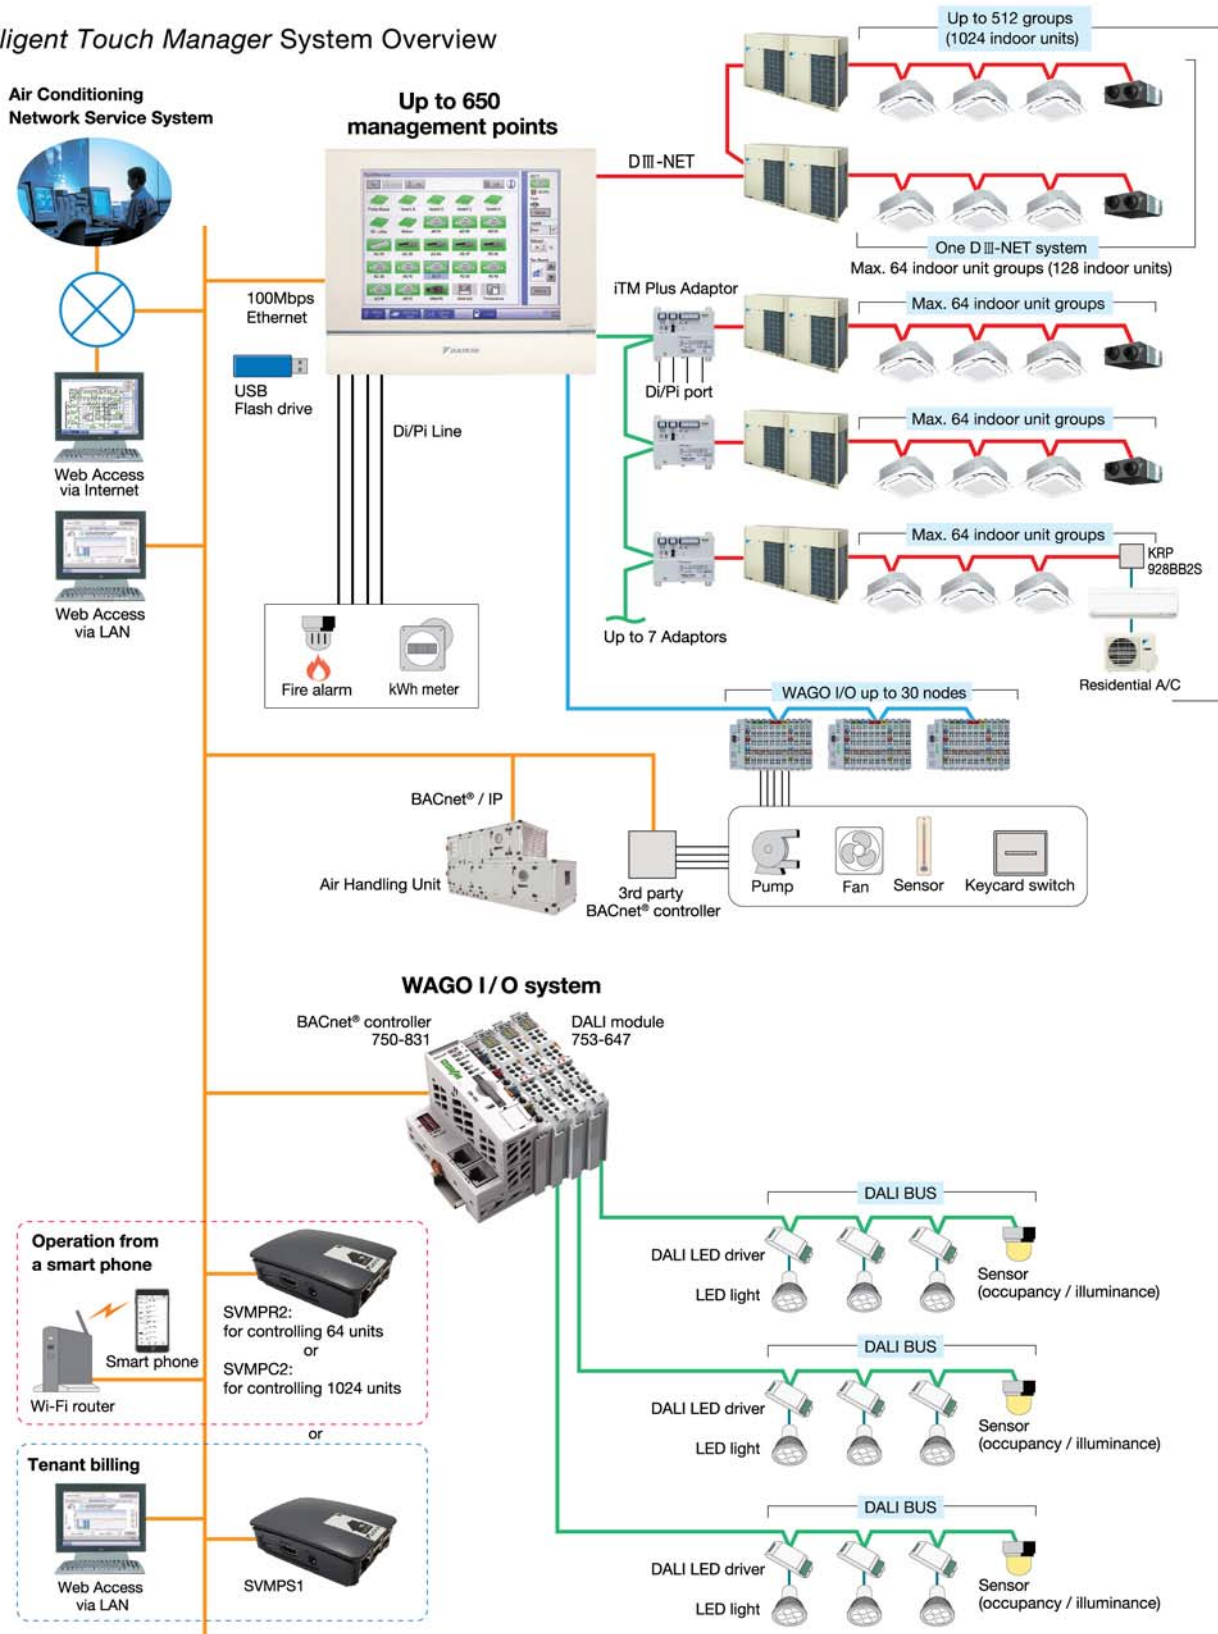 ligent Touch Manager System Overview
Up to 512 groups
(1024 indoor units)
Air Conditioning
Network Service System
Up to 650
management points
DIII-NET
One DIII-NET system
Max. 64 indoor unit groups (128 indoor units)
100Mbps
Ethernet
iTM Plus Adaptor
Max. 64 indoor unit groups
DAIKIN
USB
Flash drive
Di/Pi port
Di/Pi Line
Max. 64 indoor unit groups
Web Access
via Internet
Max. 64 indoor unit groups
KRP
928BB2S
Web Access
via LAN
Up to 7 Adaptors
Fire alarm
kWh meter
Residential A/C
WAGO I/O up to 30 nodes
BACnet® / IP
Air Handling Unit
3rd party
BACnet® controller
Pump
Fan
Sensor
Keycard switch
WAGO I/O system
BACnet® controller
750-831
DALI module
753-647
DALI BUS
DALI LED driver
LED light
Sensor
(occupancy / illuminance)
Operation from
a smart phone
SVMPR2:
for controlling 64 units
or
SVMPC2:
for controlling 1024 units
Smart phone
Wi-Fi router
DALI BUS
DALI LED driver
LED light
Sensor
(occupancy / illuminance)
or
Tenant billing
Web Access
via LAN
SVMPS1
DALI BUS
DALI LED driver
LED light
Sensor
(occupancy / illuminance)